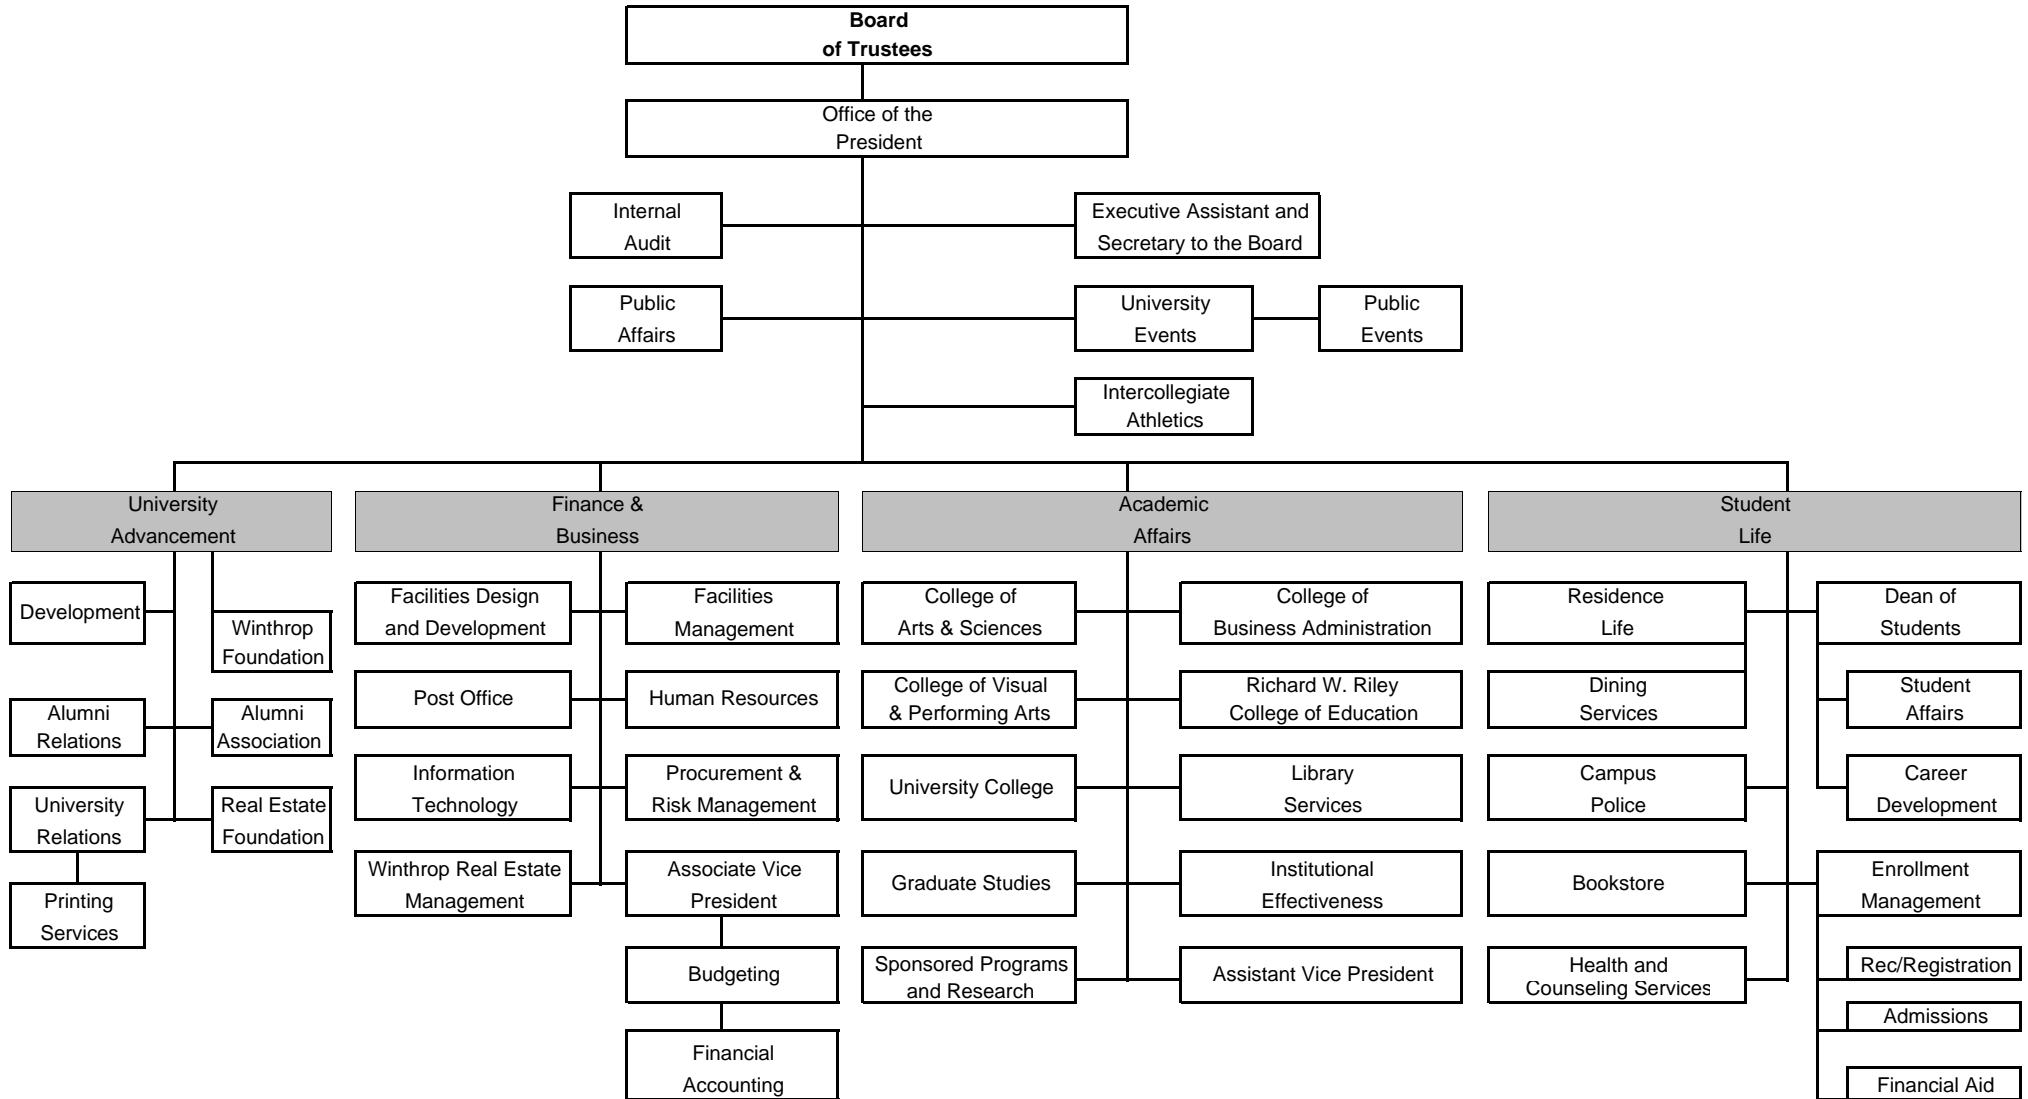 Board
of Trustees
Office of the
President
Internal
Audit
Executive Assistant and
Secretary to the Board
Public
Affairs
University
Events
Public
Events
Intercollegiate
Athletics
University
Advancement
Finance &
Business
Academic
Affairs
Student
Life
Development
Winthrop
Foundation
Alumni
Relations
Alumni
Association
University
Relations
Real Estate
Foundation
Printing
Services
Facilities Design
and Development
Facilities
Management
Post Office
Human Resources
Information
Technology
Procurement &
Risk Management
Winthrop Real Estate
Management
Associate Vice
President
Budgeting
Financial
Accounting
College of
Arts & Sciences
College of
Business Administration
College of Visual
& Performing Arts
Richard W. Riley
College of Education
University College
Library
Services
Graduate Studies
Institutional
Effectiveness
Sponsored Programs
and Research
Assistant Vice President
Residence
Life
Dean of
Students
Dining
Services
Student
Affairs
Campus
Police
Career
Development
Bookstore
Enrollment
Management
Health and
Counseling Services
Rec/Registration
Admissions
Financial Aid